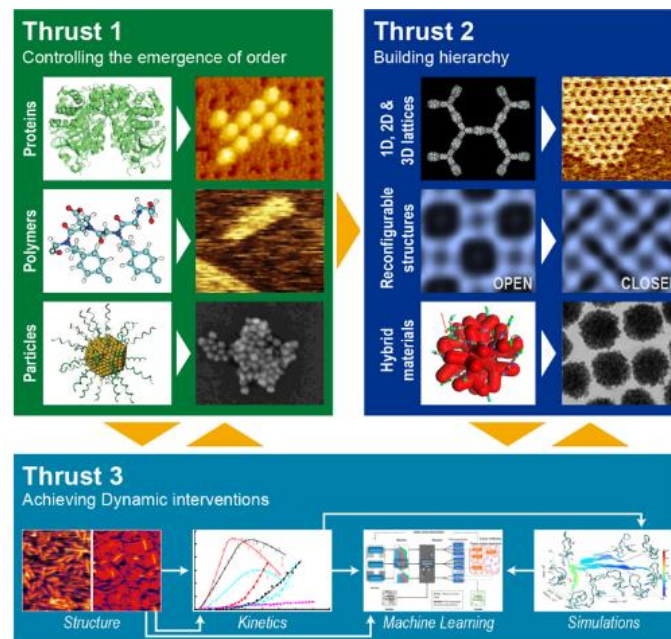 Thrust 1
Controlling the emergence of order
Proteins
Polymers
Particles
Thrust 2
Building hierarchy
1D, 2D &
3D lattices
Reconfigurable
structures
OPEN
CLOSED
Hybrid
materials
Thrust 3
Achieving Dynamic interventions
Structure
Kinetics
Machine Learning
Simulations